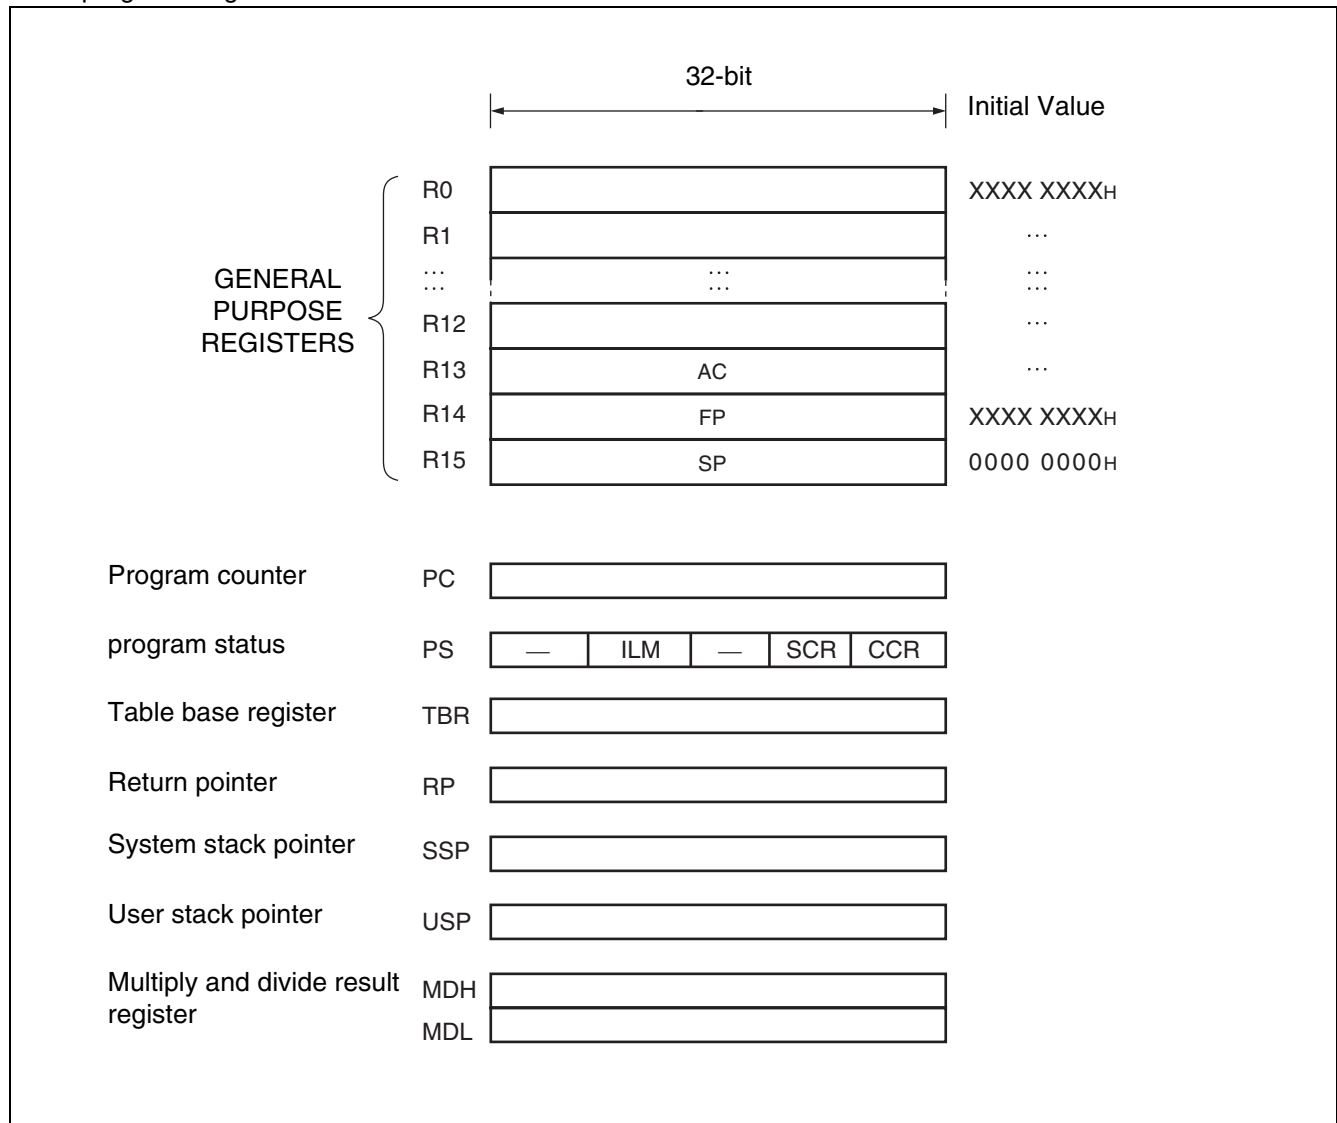 32-bit
Initial Value
GENERAL
PURPOSE
REGISTERS
R0 XXXX XXXXH
R1 ...
... ... ...
... ... ...
R12 ...
R13 AC ...
R14 FP XXXX XXXXH
R15 SP 0000 0000H
Program counter PC
program status PS — ILM — SCR CCR
Table base register TBR
Return pointer RP
System stack pointer SSP
User stack pointer USP
Multiply and divide result
register
MDH
MDL